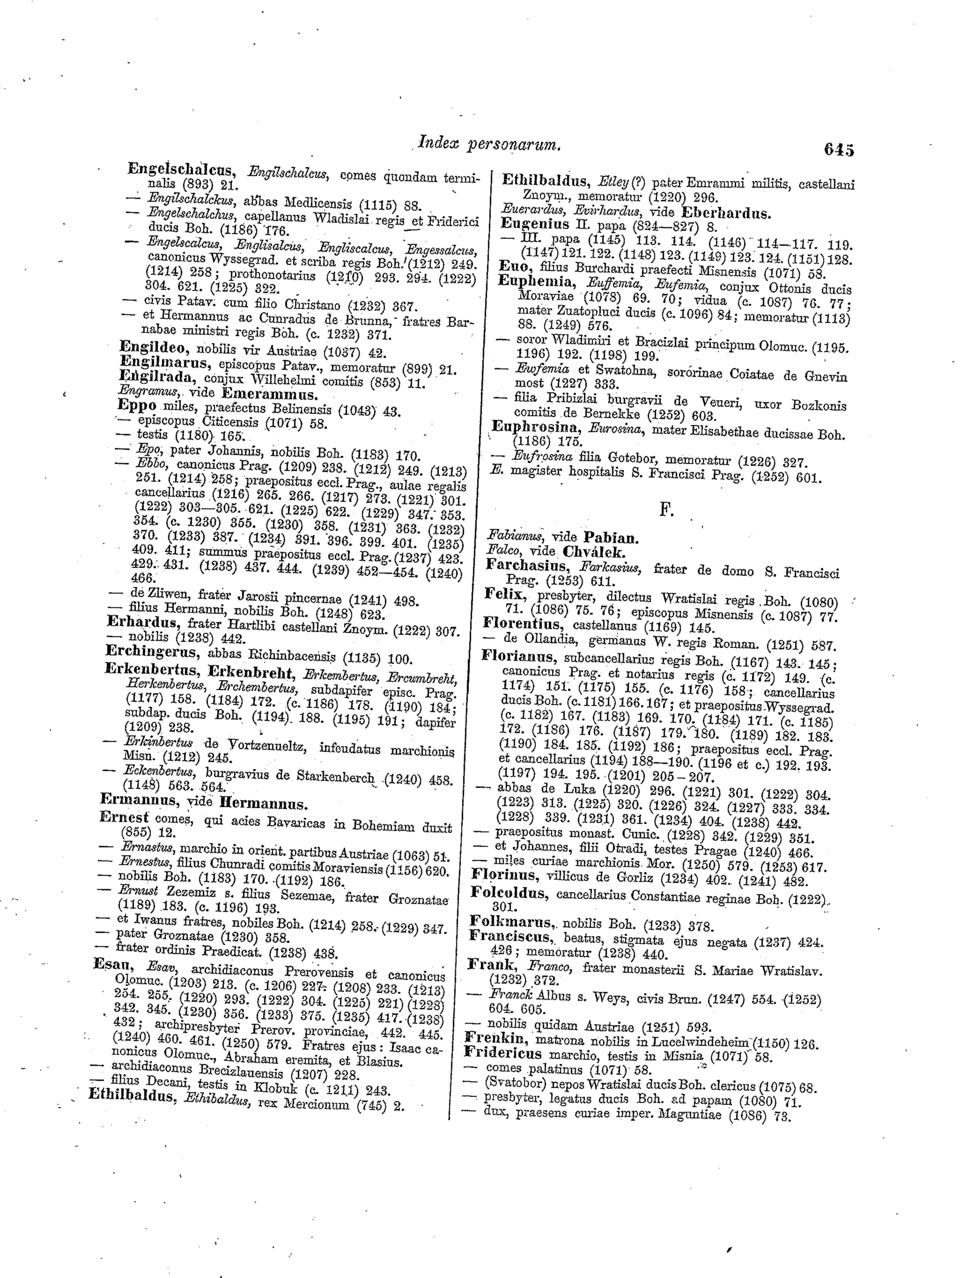 Index personarum.
645
Engelschalcus, Engilschalcus, comes quondam termi-
nalis (893) 21.
— Engilschalckus, abbas Medlicensis (1115) 88.
— Engelschalchus, capellanus Wladislai regis et Friderici
ducis Boh. (1186) 176.
— Engelscalcus, Englisalcus, Engliscalcus, Engessalcus,
canonicus Wyssegrad. et scriba regis Boh. (1212) 249.
(1214) 258; prothonotarius (1210) 293. 294. (1222)
304. 621. (1225) 322.
— civis Patav. cum filio Christano (1232) 367.
— et Hermannus ac Cunradus de Brunna, fratres Bar-
nabae ministri regis Boh. (c. 1232) 371.
Engildeo, nobilis vir Austriae (1037) 42.
Engilmarus, episcopus Patav., memoratur (899) 21.
Engilrada, conjux Willehelmi comitis (853) 11.
Engramus, vide Emerammus.
Eppo miles, praefectus Belinensis (1043) 43.
— episcopus Citicensis (1071) 58.
— testis (1180) 165.
— Epo, pater Johannis, nobilis Boh. (1183) 170.
— Ebbo, canonicus Prag. (1209) 238. (1212) 249. (1213)
251. (1214) 258; praepositus eccl. Prag., aulae regalis
cancellarius (1216) 265. 266. (1217) 273. (1221) 301.
(1222) 303—305. 621. (1225) 622. (1229) 347. 353.
354. (c. 1230) 355. (1230) 358. (1231) 363. (1232)
370. (1233) 387. (1234) 391. 396. 399. 401. (1235)
409. 411; summus praepositus eccl. Prag. (1237) 423.
429. 431. (1238) 437. 444. (1239) 452—454. (1240)
466.
— de Zliwen, frater Jarosii pincernae (1241) 498.
— filius Hermanni, nobilis Boh. (1248) 623.
Erhardus, frater Hartlibi castellani Znoym. (1222) 307.
— nobilis (1238) 442.
Erchingerus, abbas Richinbacensis (1135) 100.
Erkenbertus, Erkenbreht, Erkembertus, Ercumbreht,
Herkenbertus, Erchembertus, subdapifer episc. Prag.
(1177) 158. (1184) 172. (c. 1186) 178. (1190) 184;
subdap. ducis Boh. (1194) 188. (1195) 191; dapifer
(1209) 238.
— Erkinbertus de Vortzenueltz, infeudatus marchionis
Misn. (1212) 245.
— Eckenbertus, burgravius de Starkenberch (1240) 458.
(1148) 563. 564.
Ermannus, vide Hermannus.
Ernest comes, qui acies Bavaricas in Bohemiam duxit
(855) 12.
— Ernastus, marchio in orient. partibus Austriae (1063) 51.
— Ernestus, filius Chunradi comitis Moraviensis (1156) 620.
— nobilis Boh. (1183) 170. (1192) 186.
— Ernust Zezemiz s. filius Sezemae, frater Groznatae
(1189) 183. (c. 1196) 193.
— et Iwanus fratres, nobiles Boh. (1214) 258. (1229) 347.
— pater Groznatae (1230) 358.
— frater ordinis Praedicat. (1238) 438.
Esau, Esav, archidiaconus Prerovensis et canonicus
Olomuc. (1203) 213. (c. 1206) 227. (1208) 233. (1213)
254. 255. (1220) 293. (1222) 304. (1225) 221) (1228)
342. 345. (1230) 356. (1233) 375. (1235) 417. (1238)
432; archipresbyter Prerov. provinciae, 442. 445.
(1240) 460. 461. (1250) 579. Fratres ejus: Isaac ca-
nonicus Olomuc., Abraham eremita, et Blasius.
— archidiaconus Brecizlauensis (1207) 228.
— filius Decani, testis in Klobuk (c. 1211) 243.
Ethilbaldus, Ethibaldus, rex Mercionum (745) 2.
Ethilbaldus, Etley (?) pater Emrammi militis, castellani
Znoym., memoratur (1220) 296.
Euerardus, Evirhardus, vide Eberhardus.
Eugenius II. papa (824—827) 8.
— III. papa (1145) 113. 114. (1146) 114—117. 119.
(1147) 121. 122. (1148) 123. (1149) 123. 124. (1151) 128.
Euo, filius Burchardi praefecti Misnensis (1071) 58.
Euphemia, Euffemia, Eufemia, conjux Ottonis ducis
Moraviae (1078) 69. 70; vidua (c. 1087) 76. 77;
mater Zuatopluci ducis (c. 1096) 84; memoratur (1113)
88. (1249) 576.
— soror Wladimiri et Bracizlai principum Olomuc. (1195.
1196) 192. (1198) 199.
— Ewfemia et Swatohna, sororinae Coiatae de Gnevin
most (1227) 333.
— filia Pribizlai burgravii de Veueri, uxor Bozkonis
comitis de Bernekke (1252) 603.
Euphrosina, Eurosina, mater Elisabethae ducissae Boh.
(1186) 175.
— Eufrosina filia Gotebor, memoratur (1226) 327.
E. magister hospitalis S. Francisci Prag. (1252) 601.
F.
Fabianus, vide Pabian.
Falco, vide Chválek.
Farchasius, Farkasius, frater de domo S. Francisci
Prag. (1253) 611.
Felix, presbyter, dilectus Wratislai regis Boh. (1080)
71. (1086) 75. 76; episcopus Misnensis (c. 1087) 77.
Florentius, castellanus (1169) 145.
— de Ollandia, germanus W. regis Roman. (1251) 587.
Florianus, subcancellarius regis Boh. (1167) 143. 145;
canonicus Prag. et notarius regis (c. 1172) 149. (c.
1174) 151. (1175) 155. (c. 1176) 158; cancellarius
ducis Boh. (c. 1181) 166. 167; et praepositus Wyssegrad.
(c. 1182) 167. (1183) 169. 170. (1184) 171. (c. 1185)
172. (1186) 176. (1187) 179. 180. (1189) 182. 183.
(1190) 184. 185. (1192) 186; praepositus eccl. Prag.
et cancellarius (1194) 188—190. (1196 et c.) 192. 193.
(1197) 194. 195. (1201) 205—207.
— abbas de Luka (1220) 296. (1221) 301. (1222) 304.
(1223) 313. (1225) 320. (1226) 324. (1227) 333. 334.
(1228) 339. (1231) 361. (1234) 404. (1238) 442.
— praepositus monast. Cunic. (1228) 342. (1229) 351.
— et Johannes, filii Otradi, testes Pragae (1240) 466.
— miles curiae marchionis Mor. (1250) 579. (1253) 617.
Florinus, villicus de Gorliz (1234) 402. (1241) 482.
Folcoldus, cancellarius Constantiae reginae Boh. (1222)
301.
Folkmarus, nobilis Boh. (1233) 378.
Franciscus, beatus, stigmata ejus negata (1237) 424.
426; memoratur (1238) 440.
Frank, Franco, frater monasterii S. Mariae Wratislav.
(1232) 372.
— Franck Albus s. Weys, civis Brun. (1247) 554. (1252)
604. 605.
— nobilis quidam Austriae (1251) 593.
Frenkin, matrona nobilis in Lucelwindeheim (1150) 126.
Fridericus marchio, testis in Misnia (1071) 58.
— comes palatinus (1071) 58.
— (Svatobor) nepos Wratislai ducis Boh. clericus (1075) 68.
— presbyter, legatus ducis Boh. ad papam (1080) 71.
— dux, praesens curiae imper. Maguntiae (1086) 73.